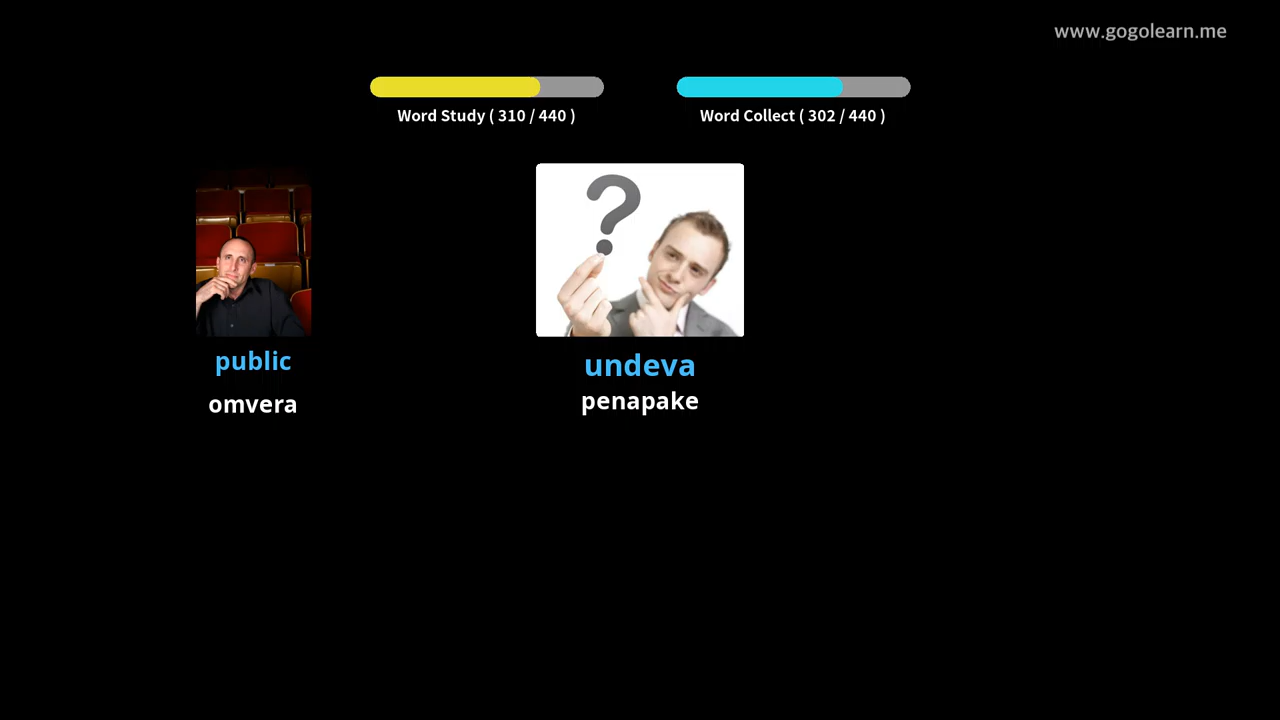 www.gogolearn.me
Word Study ( 310 / 440 )
Word Collect ( 302 / 440 )
public
omvera
undeva
penapake